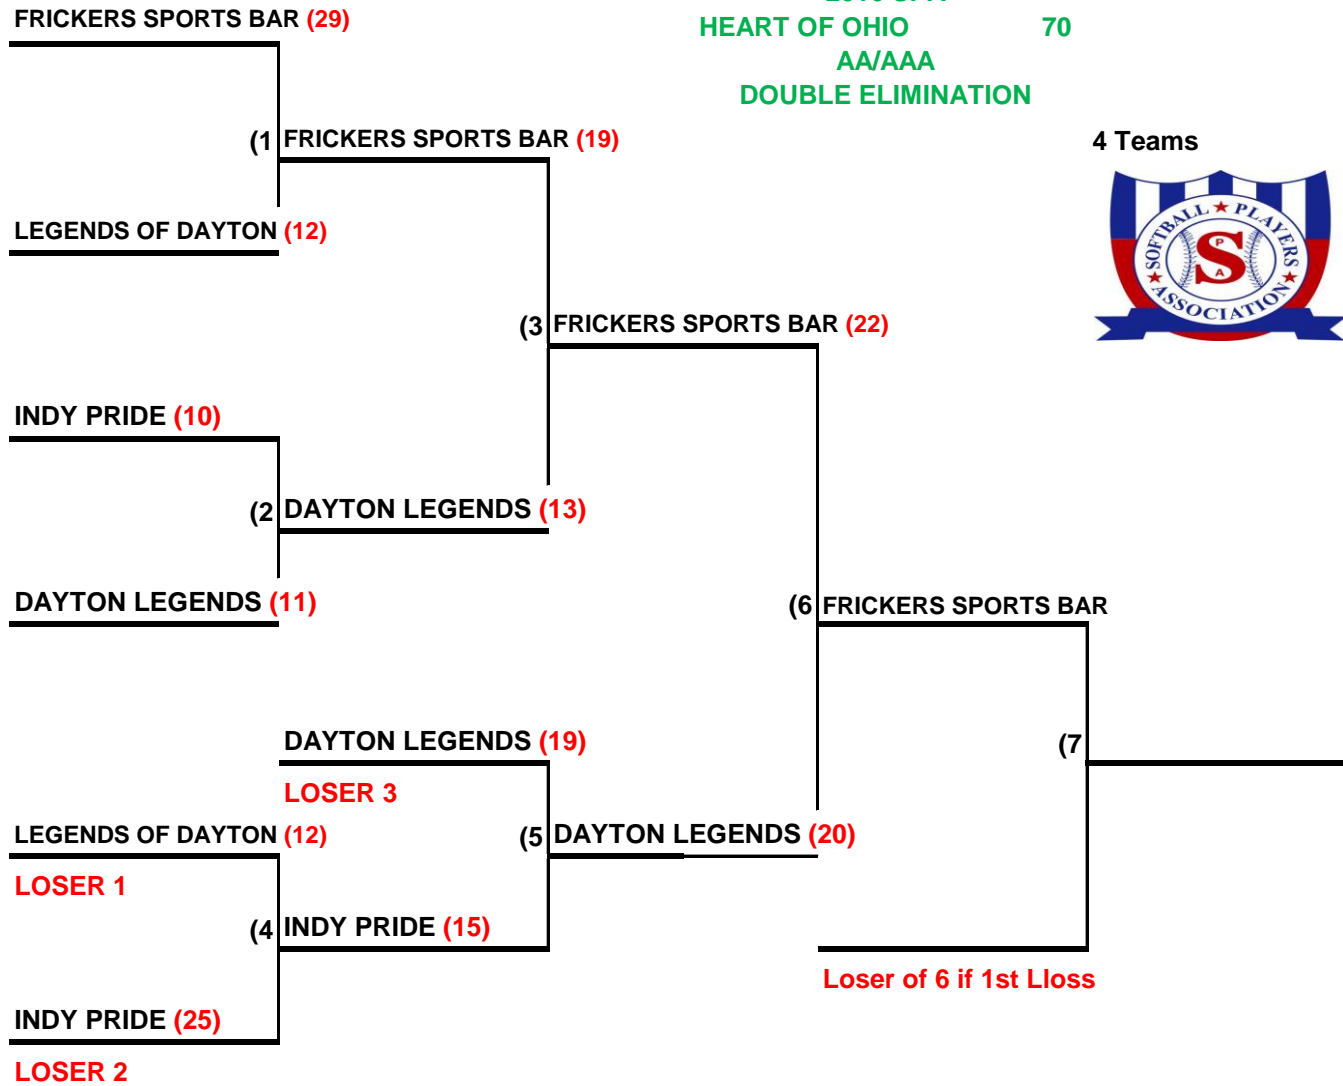 FRICKERS SPORTS BAR (29)
HEART OF OHIO 70
AA/AAA
DOUBLE ELIMINATION
(1 FRICKERS SPORTS BAR (19)
4 Teams
SOFTBALL ★ PLAYERS ★ ASSOCIATION ★
P
S
A
LEGENDS OF DAYTON (12)
(3 FRICKERS SPORTS BAR (22)
INDY PRIDE (10)
(2 DAYTON LEGENDS (13)
DAYTON LEGENDS (11)
(6 FRICKERS SPORTS BAR
DAYTON LEGENDS (19)
(7
LOSER 3
LEGENDS OF DAYTON (12)
(5 DAYTON LEGENDS (20)
LOSER 1
(4 INDY PRIDE (15)
Loser of 6 if 1st Lloss
INDY PRIDE (25)
LOSER 2